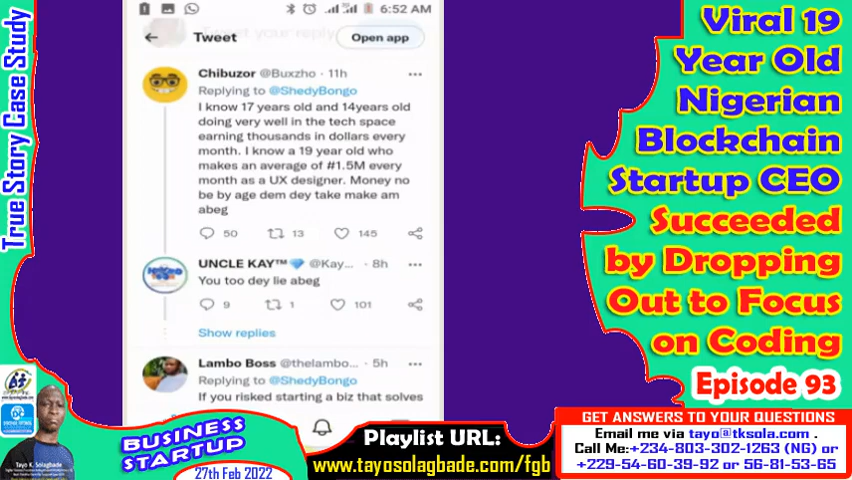 True Story Case Study
6:52 AM
Tweet your reply
Tweet
Open app
Chibuzor @Buxzho · 11h
Replying to @ShedyBongo
I know 17 years old and 14years old
doing very well in the tech space
earning thousands in dollars every
month. I know a 19 year old who
makes an average of #1.5M every
month as a UX designer. Money no
be by age dem dey take make am
abeg
50 13 145
UNCLE KAY™ @Kay... · 8h
You too dey lie abeg
9 1 101
Show replies
Lambo Boss @thelambo... · 5h
Replying to @ShedyBongo
If you risked starting a biz that solves
Viral 19
Year Old
Nigerian
Blockchain
Startup CEO
Succeeded
by Dropping
Out to Focus
on Coding
Episode 93
Tayo K. Solagbade
BUSINESS
STARTUP
27th Feb 2022
Playlist URL:
www.tayosolagbade.com/fgb
GET ANSWERS TO YOUR QUESTIONS
Email me via tayo@tksola.com .
Call Me:+234-803-302-1263 (NG) or
+229-54-60-39-92 or 56-81-53-65